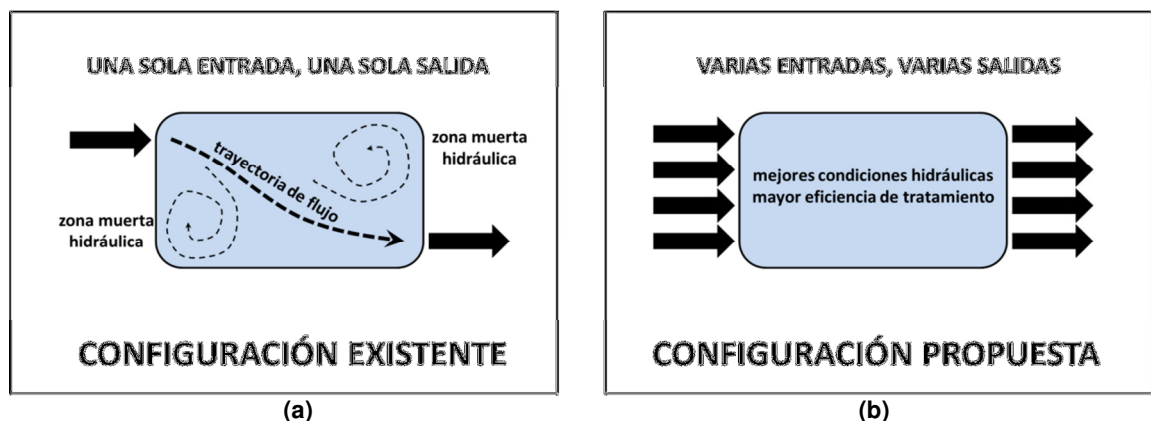 UNA SOLA ENTRADA, UNA SOLA SALIDA
zona muerta
hidráulica
trayectoria de flujo
zona muerta
hidráulica
CONFIGURACIÓN EXISTENTE
(a)
VARIAS ENTRADAS, VARIAS SALIDAS
mejores condiciones hidráulicas
mayor eficiencia de tratamiento
CONFIGURACIÓN PROPUESTA
(b)